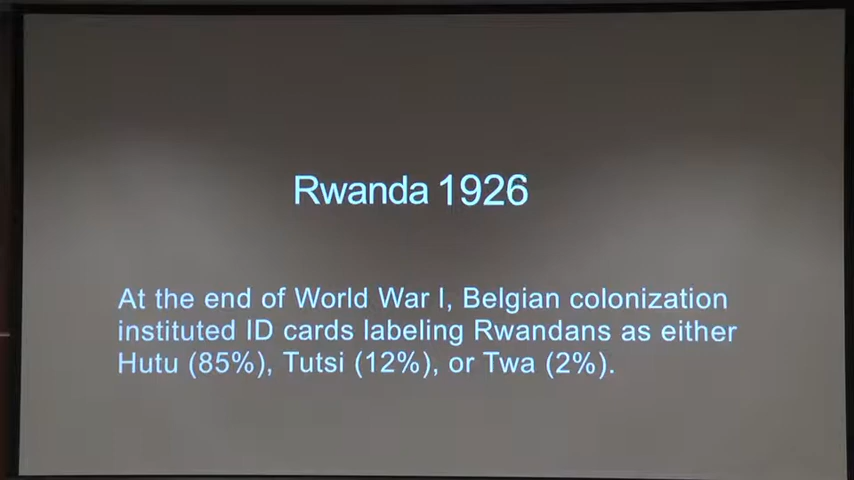 Rwanda 1926
At the end of World War I, Belgian colonization
instituted ID cards labeling Rwandans as either
Hutu (85%), Tutsi (12%), or Twa (2%).